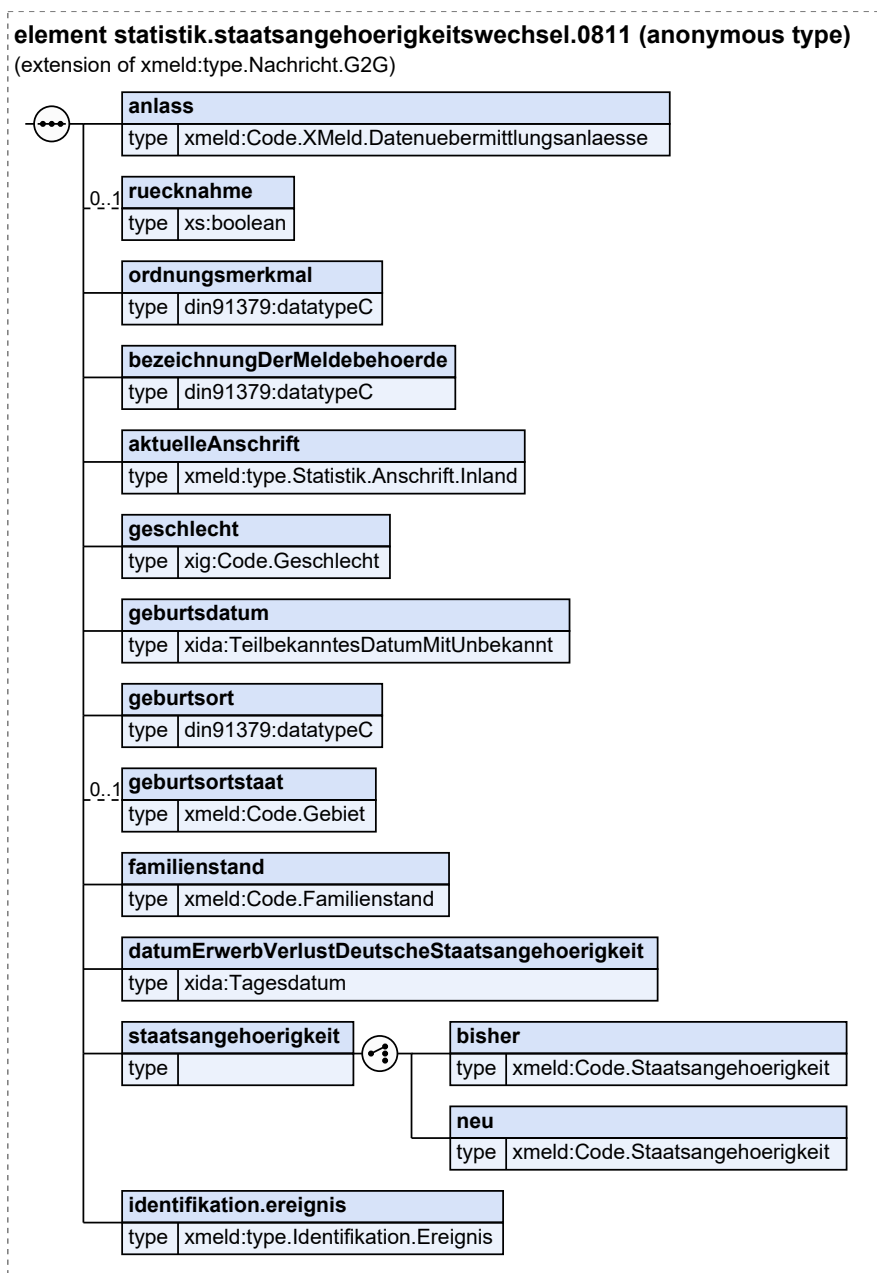 element statistik.staatsangehoerigkeitswechsel.0811 (anonymous type)
(extension of xmeld:type.Nachricht.G2G)
anlass
type xmeld:Code.XMeld.Datenuebermittlungsanlaesse
0..1
ruecknahme
type xs:boolean
ordnungsmerkmal
type din91379:datatypeC
bezeichnungDerMeldebehoerde
type din91379:datatypeC
aktuelleAnschrift
type xmeld:type.Statistik.Anschrift.Inland
geschlecht
type xig:Code.Geschlecht
geburtsdatum
type xida:TeilbekanntesDatumMitUnbekannt
geburtsort
type din91379:datatypeC
0..1
geburtsortstaat
type xmeld:Code.Gebiet
familienstand
type xmeld:Code.Familienstand
datumErwerbVerlustDeutscheStaatsangehoerigkeit
type xida:Tagesdatum
staatsangehoerigkeit
type
bisher
type xmeld:Code.Staatsangehoerigkeit
neu
type xmeld:Code.Staatsangehoerigkeit
identifikation.ereignis
type xmeld:type.Identifikation.Ereignis